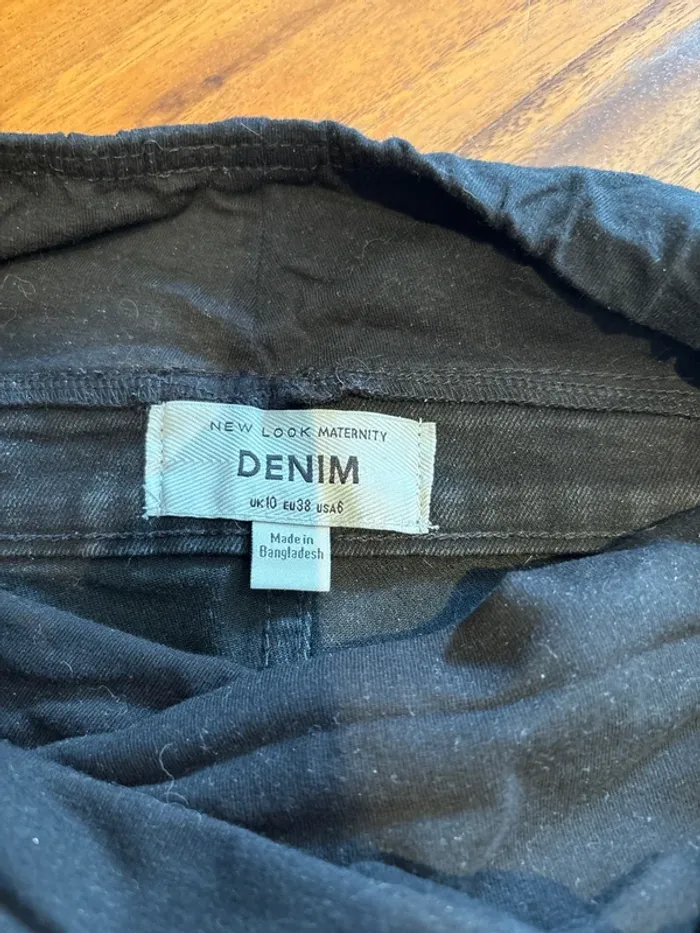 NEW LOOK MATERNITY
DENIM
UK10 EU38 USA6
Made in
Bangladesh